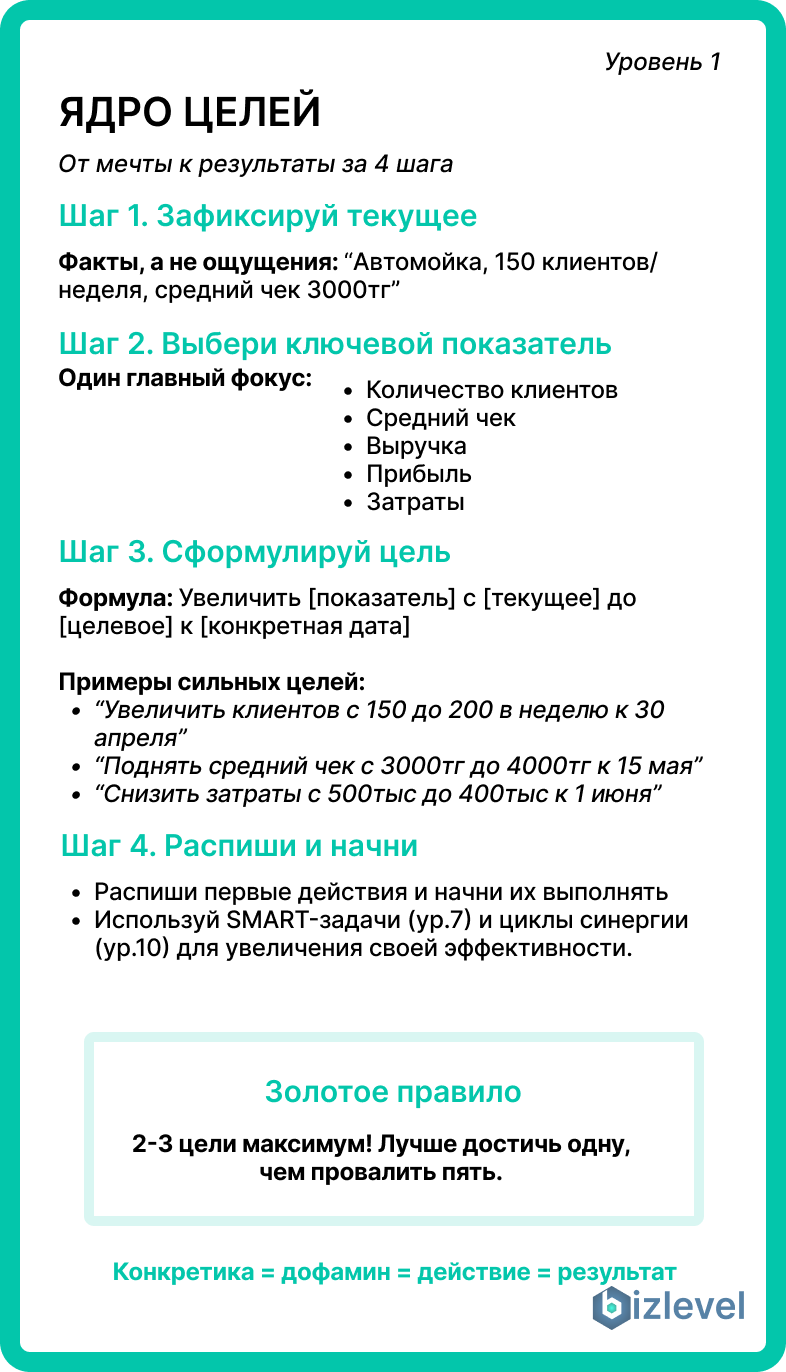 Уровень 1
ЯДРО ЦЕЛЕЙ
От мечты к результаты за 4 шага
Шаг 1. Зафиксируй текущее
Факты, а не ощущения: “Автомойка, 150 клиентов/
неделя, средний чек 3000тг”
Шаг 2. Выбери ключевой показатель
Один главный фокус:
• Количество клиентов
• Средний чек
• Выручка
• Прибыль
• Затраты
Шаг 3. Сформулируй цель
Формула: Увеличить [показатель] с [текущее] до
[целевое] к [конкретная дата]
Примеры сильных целей:
• “Увеличить клиентов с 150 до 200 в неделю к 30
апреля”
• “Поднять средний чек с 3000тг до 4000тг к 15 мая”
• “Снизить затраты с 500тыс до 400тыс к 1 июня”
Шаг 4. Распиши и начни
• Распиши первые действия и начни их выполнять
• Используй SMART-задачи (ур.7) и циклы синергии
(ур.10) для увеличения своей эффективности.
Золотое правило
2-3 цели максимум! Лучше достичь одну,
чем провалить пять.
Конкретика = дофамин = действие = результат
bizlevel